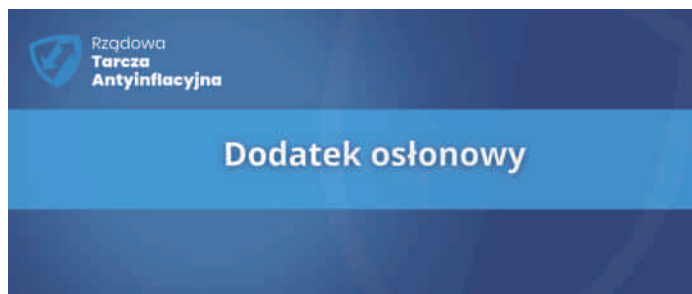 Rządowa
Tarcza
Antyinflacyjna
Dodatek osłonowy